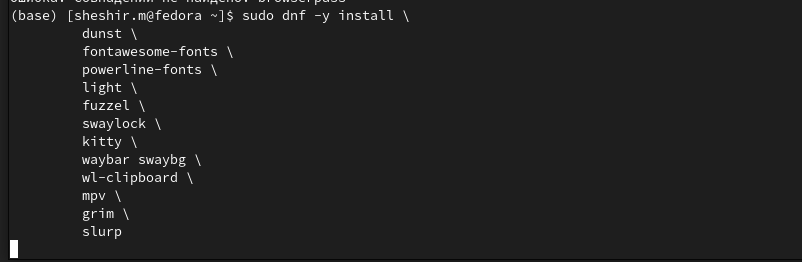 ошибка: совпадений не найдено: browserpass
(base) [sheshir.m@fedora ~]$ sudo dnf -y install \
dunst \
fontawesome-fonts \
powerline-fonts \
light \
fuzzel \
swaylock \
kitty \
waybar swaybg \
wl-clipboard \
mpv \
grim \
slurp